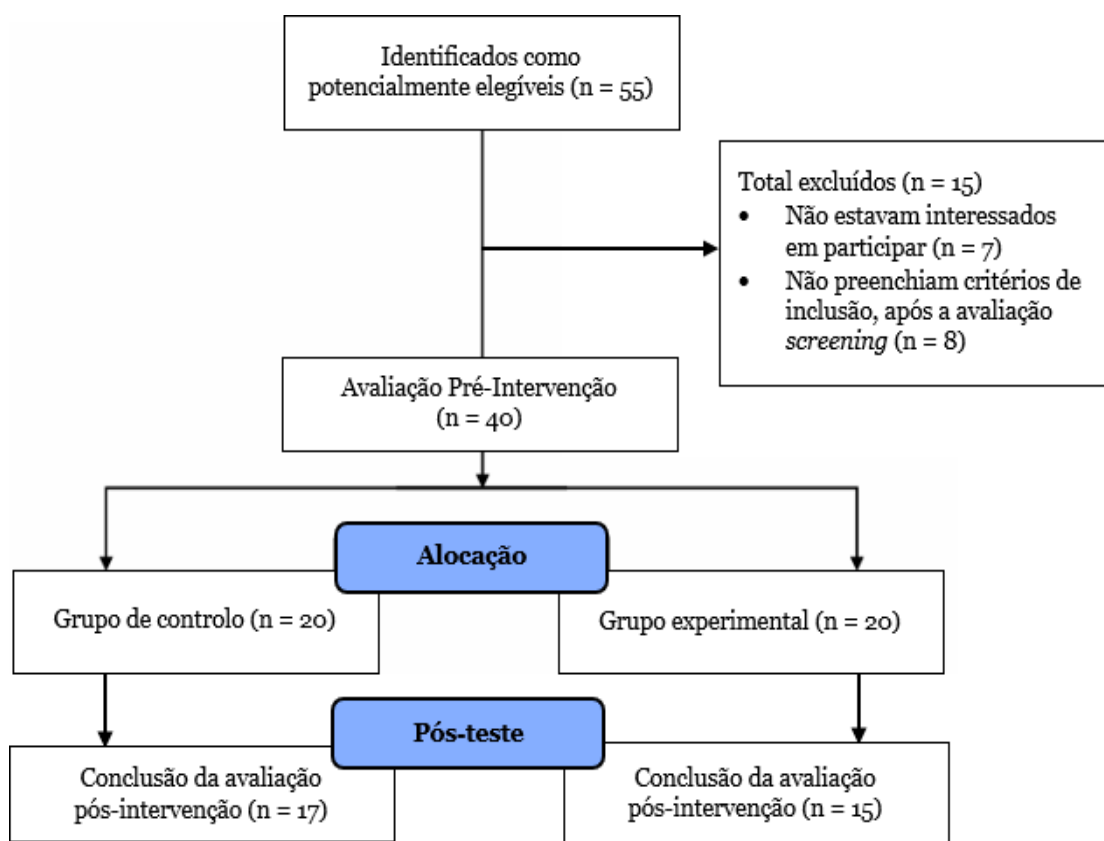 Identificados como
potencialmente elegíveis (n = 55)
Total excluídos (n = 15)
• Não estavam interessados
em participar (n = 7)
• Não preenchiam critérios de
inclusão, após a avaliação
screening (n = 8)
Avaliação Pré-Intervenção
(n = 40)
Alocação
Grupo de controlo (n = 20)
Grupo experimental (n = 20)
Pós-teste
Conclusão da avaliação
pós-intervenção (n = 17)
Conclusão da avaliação
pós-intervenção (n = 15)